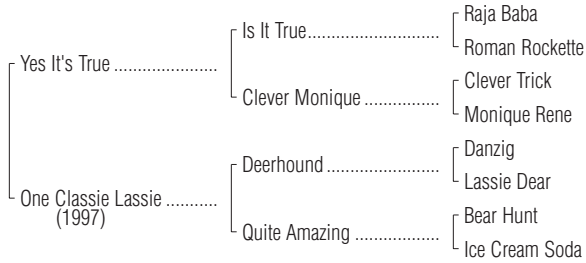 Raja Baba
Is It True
Roman Rockette
Yes It's True
Clever Trick
Clever Monique
Monique Rene
Danzig
Deerhound
Lassie Dear
One Classie Lassie
(1997)
Bear Hunt
Quite Amazing
Ice Cream Soda